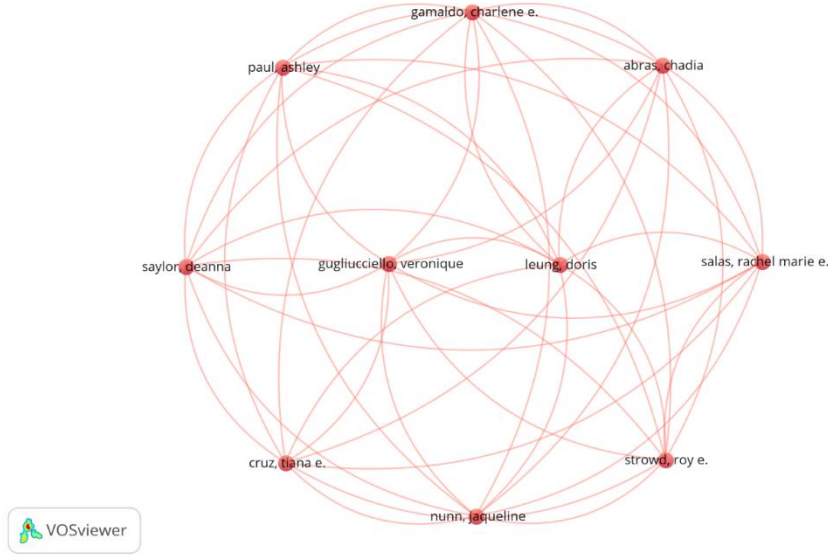 gamaldo, charlene e.
paul, ashley
abras, chadia
saylor, deanna
gugliucciello, veronique
leung, doris
salas, rachel marie e.
cruz, tiana e.
strowd, roy e.
nunn, jaqueline
VOSviewer